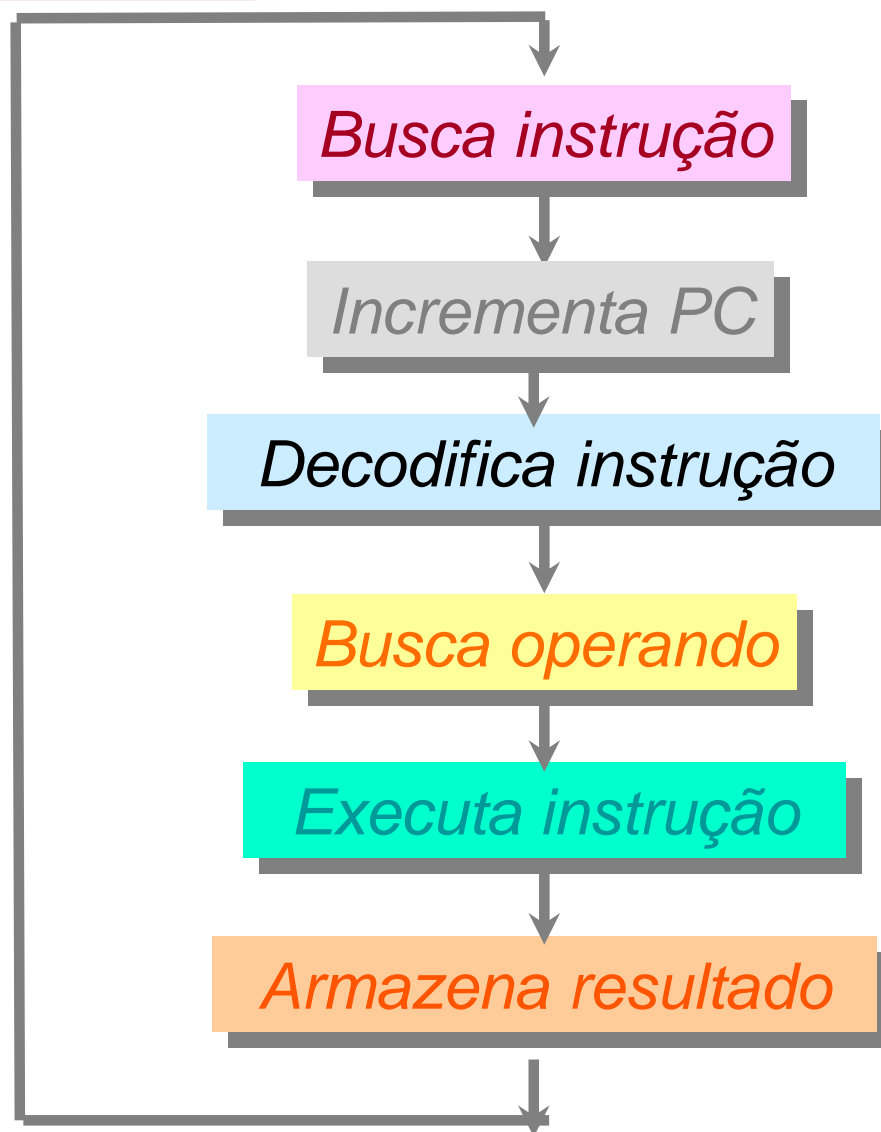 Busca instrução
Incrementa PC
Decodifica instrução
Busca operando
Executa instrução
Armazena resultado